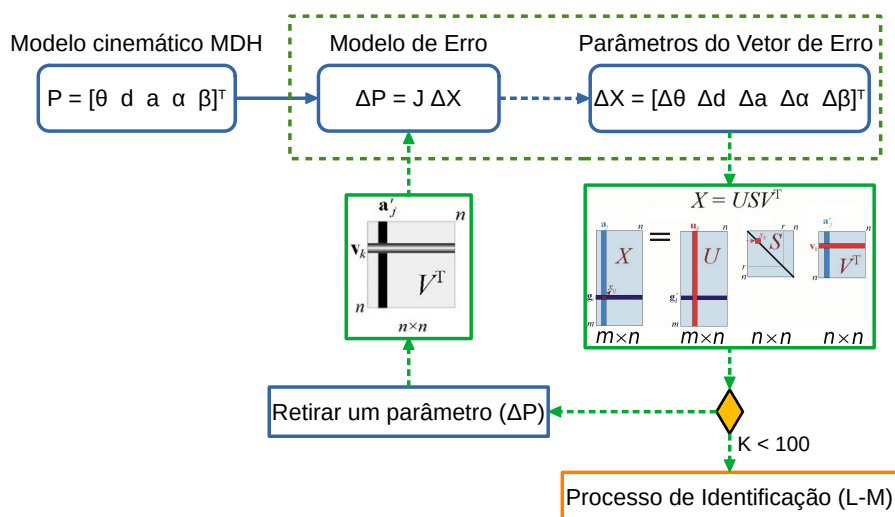 Modelo cinemático MDH
Modelo de Erro
Parâmetros do Vetor de Erro
P = [θ d a α β]ᵀ
ΔP = J ΔX
ΔX = [Δθ Δd Δa Δα Δβ]ᵀ
X = USVᵀ
a'ⱼ
n
vₖ
Vᵀ
n
n×n
n
X
m
m×n
=
n
U
m
m×n
r n
S
r
n
n×n
a'ⱼ
n
Vᵀ
n
n×n
Retirar um parâmetro (ΔP)
K < 100
Processo de Identificação (L-M)